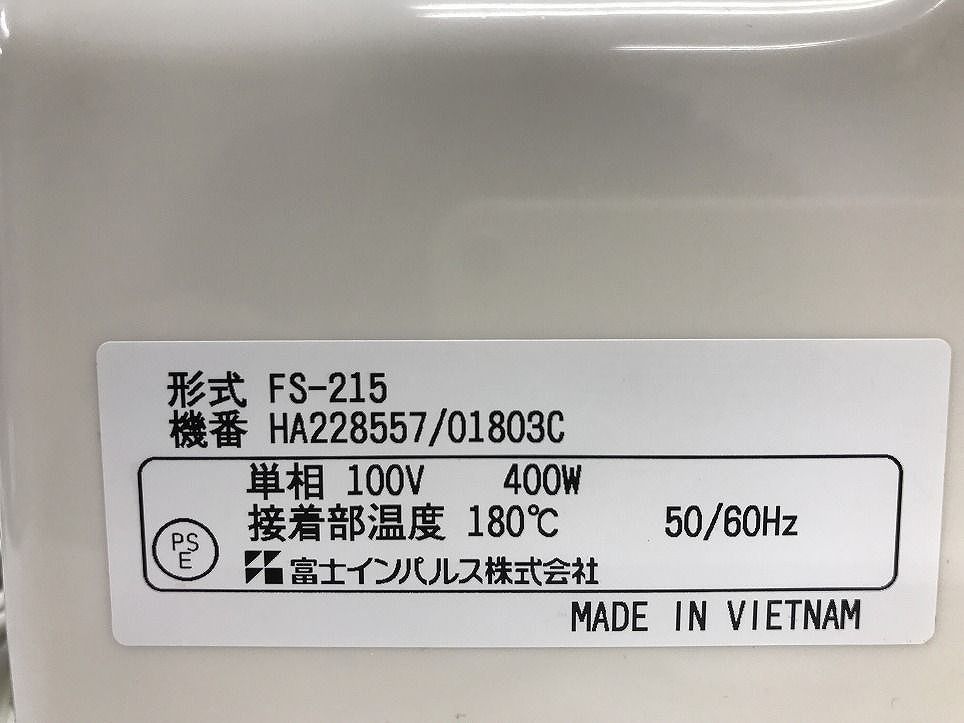 形式 FS-215
機番 HA228557/01803C
単相 100V 400W
接着部温度 180℃ 50/60Hz
PS
E
富士インパルス株式会社
MADE IN VIETNAM